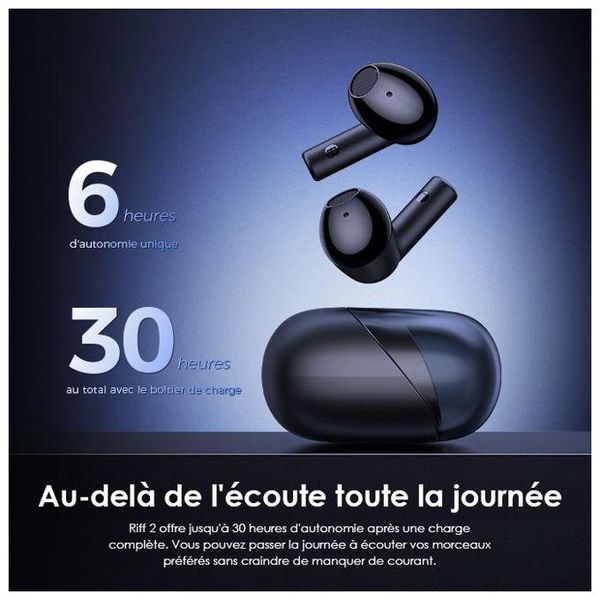 6 heures
d'autonomie unique
30 heures
au total avec le boîtier de charge
Au-delà de l'écoute toute la journée
Riff 2 offre jusqu'à 30 heures d'autonomie après une charge
complète. Vous pouvez passer la journée à écouter vos morceaux
préférés sans craindre de manquer de courant.